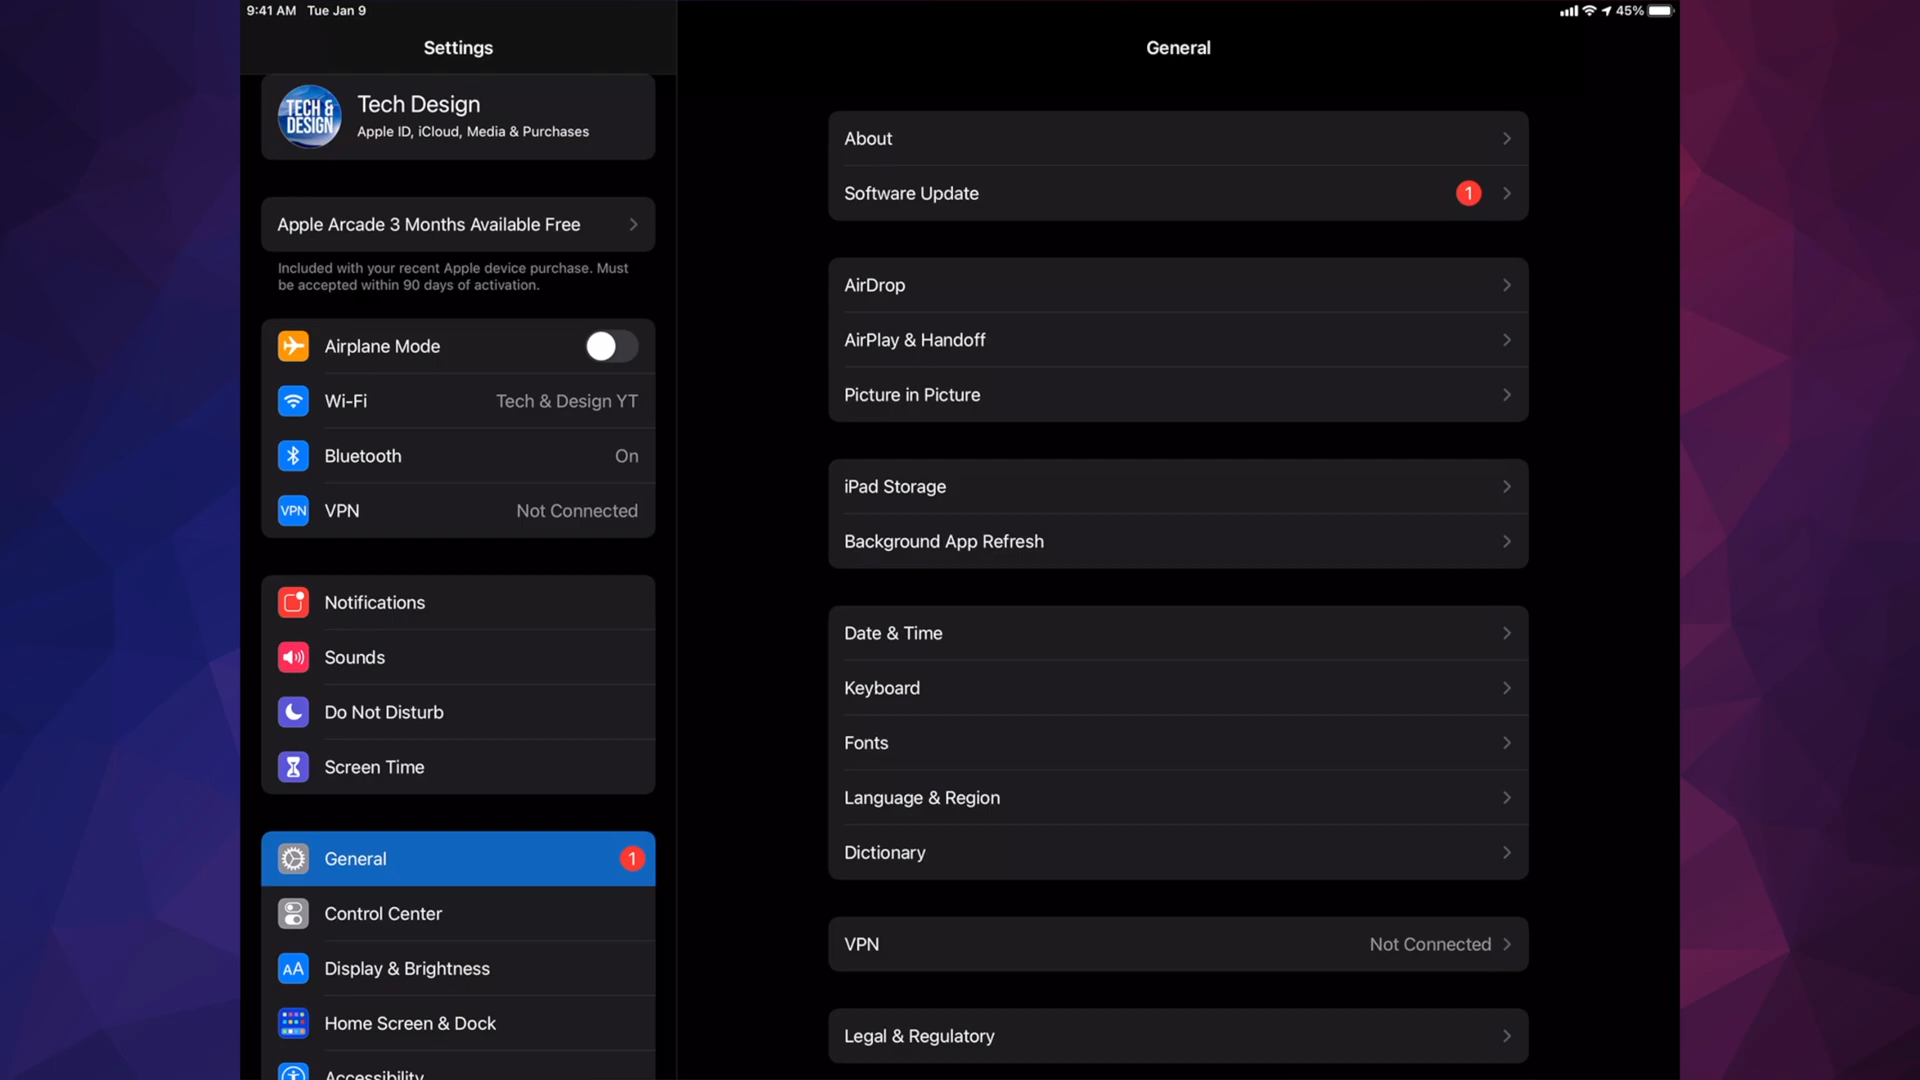 9:41 AM Tue Jan 9
45%
Settings
TECH &
DESIGN
Tech Design
Apple ID, iCloud, Media & Purchases
Apple Arcade 3 Months Available Free
Included with your recent Apple device purchase. Must
be accepted within 90 days of activation.
Airplane Mode
Wi-Fi Tech & Design YT
Bluetooth On
VPN VPN Not Connected
Notifications
Sounds
Do Not Disturb
Screen Time
General 1
Control Center
AA Display & Brightness
Home Screen & Dock
Accessibility
General
About
Software Update 1
AirDrop
AirPlay & Handoff
Picture in Picture
iPad Storage
Background App Refresh
Date & Time
Keyboard
Fonts
Language & Region
Dictionary
VPN Not Connected
Legal & Regulatory